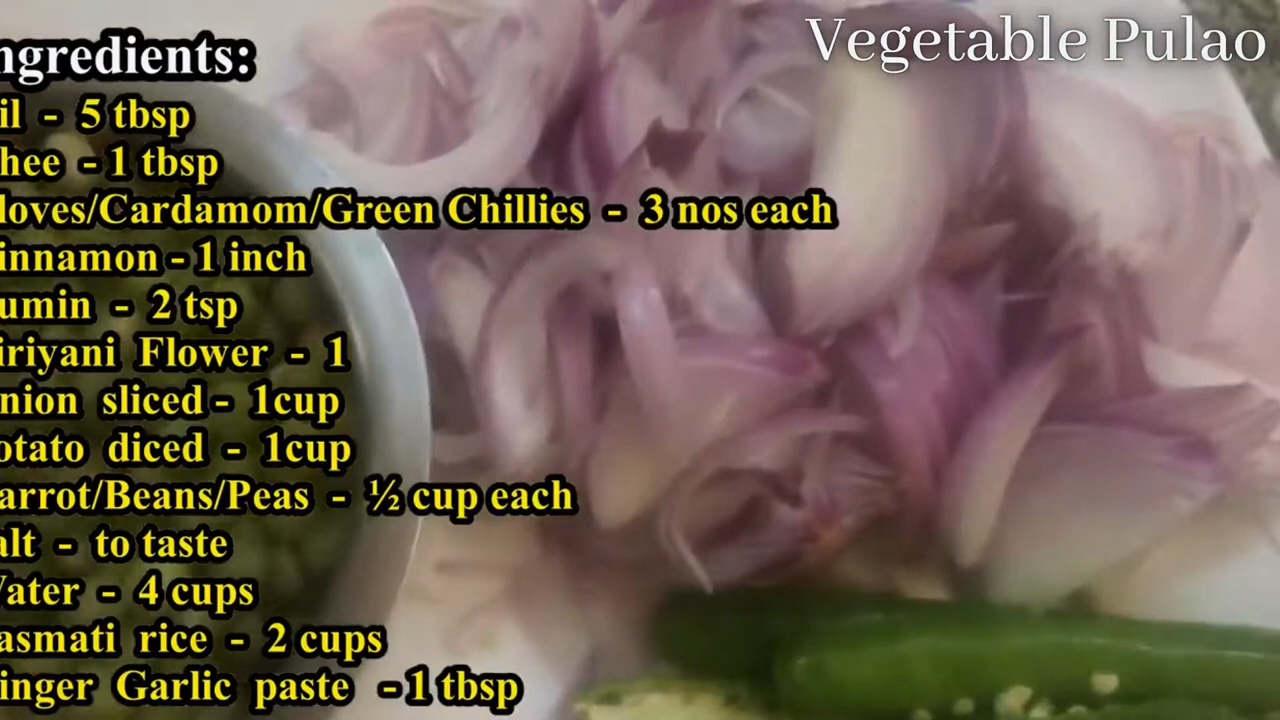 Vegetable Pulao
ngredients:
il - 5 tbsp
hee - 1 tbsp
loves/Cardamom/Green Chillies - 3 nos each
innamon - 1 inch
umin - 2 tsp
iriyani Flower - 1
nion sliced - 1cup
otato diced - 1cup
arrot/Beans/Peas - ½ cup each
alt - to taste
ater - 4 cups
asmati rice - 2 cups
inger Garlic paste - 1 tbsp